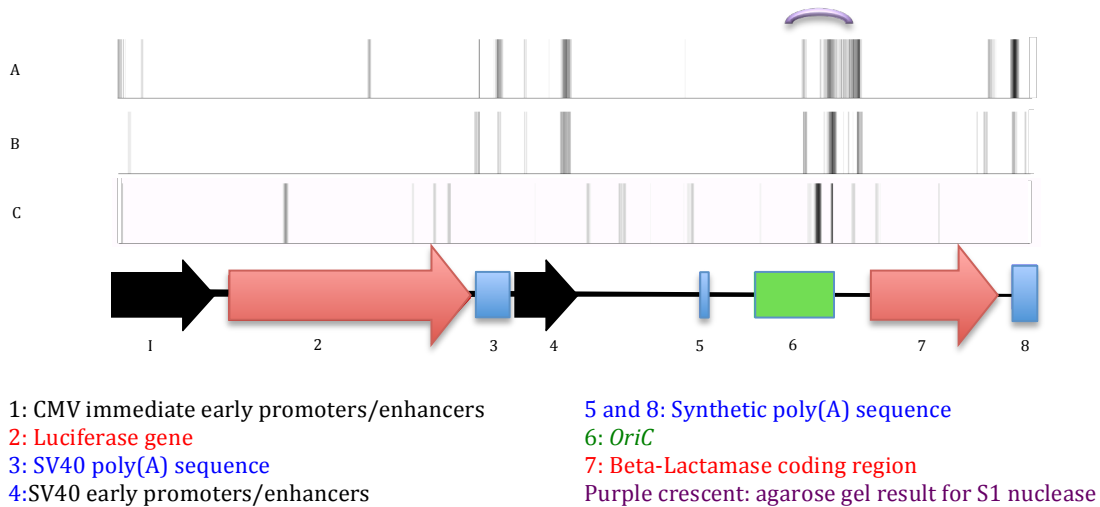 A
B
C
I
2
3
4
5
6
7
8
1: CMV immediate early promoters/enhancers
2: Luciferase gene
3: SV40 poly(A) sequence
4:SV40 early promoters/enhancers
5 and 8: Synthetic poly(A) sequence
6: OriC
7: Beta-Lactamase coding region
Purple crescent: agarose gel result for S1 nuclease